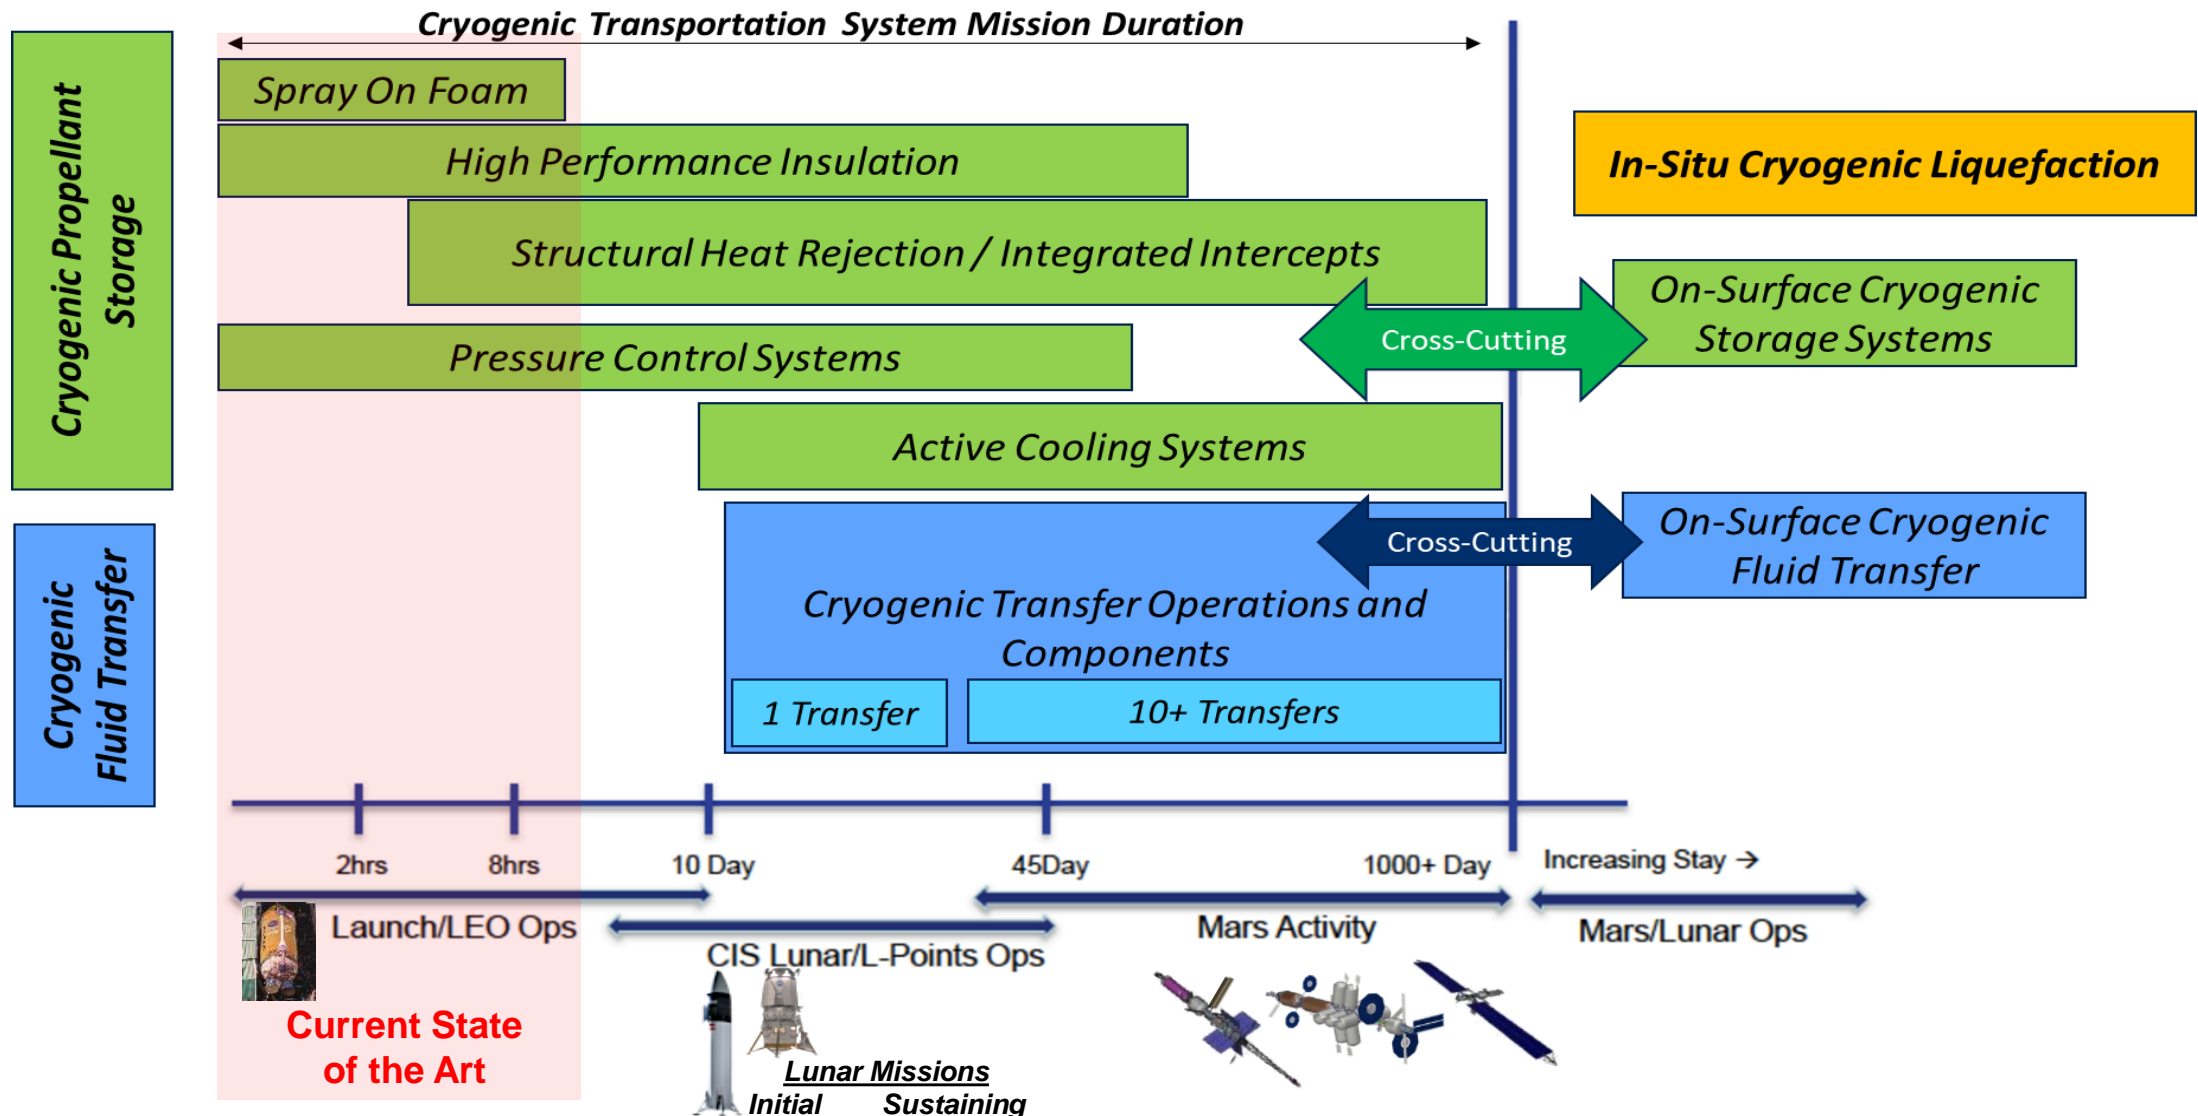 Cryogenic Transportation System Mission Duration
Cryogenic Propellant
Storage
Spray On Foam
High Performance Insulation
Structural Heat Rejection / Integrated Intercepts
Pressure Control Systems
Active Cooling Systems
In-Situ Cryogenic Liquefaction
Cross-Cutting
On-Surface Cryogenic
Storage Systems
Cryogenic
Fluid Transfer
Cryogenic Transfer Operations and
Components
1 Transfer
10+ Transfers
Cross-Cutting
On-Surface Cryogenic
Fluid Transfer
2hrs
8hrs
10 Day
45Day
1000+ Day
Increasing Stay →
Launch/LEO Ops
CIS Lunar/L-Points Ops
Mars Activity
Mars/Lunar Ops
Current State
of the Art
Lunar Missions
Initial Sustaining